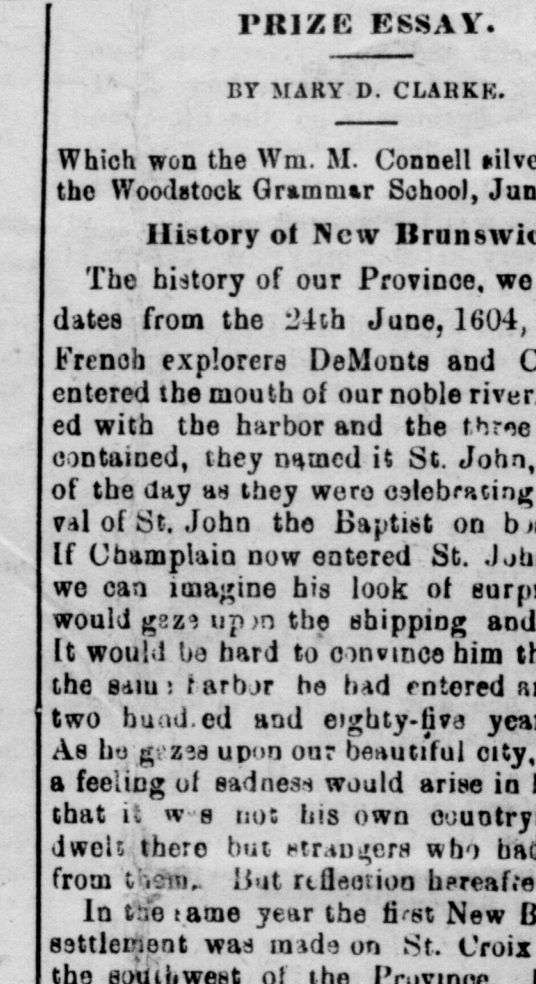 PRIZE ESSAY.
BY MARY D. CLARKE.
Which won the Wm. M. Connell silve
the Woodstock Grammar School, Jun
History of New Brunswi
The history of our Province, we
dates from the 24th June, 1604,
French explorers DeMonts and C
entered the mouth of our noble river.
ed with the harbor and the three
contained, they named it St. John,
of the day as they were celebrating
val of St. John the Baptist on bo
If Champlain now entered St. Joh
we can imagine his look of surp
would gaze upon the shipping and
It would be hard to convince him th
the same harbor he had entered
two hundred and eighty-five yea
As he gazes upon our beautiful city,
a feeling of sadness would arise in
that it was not his own country
dwelt there but strangers who had
from them. But reflection hereafte
In the same year the first New B
settlement was made on St. Croix
the southwest of the Province.